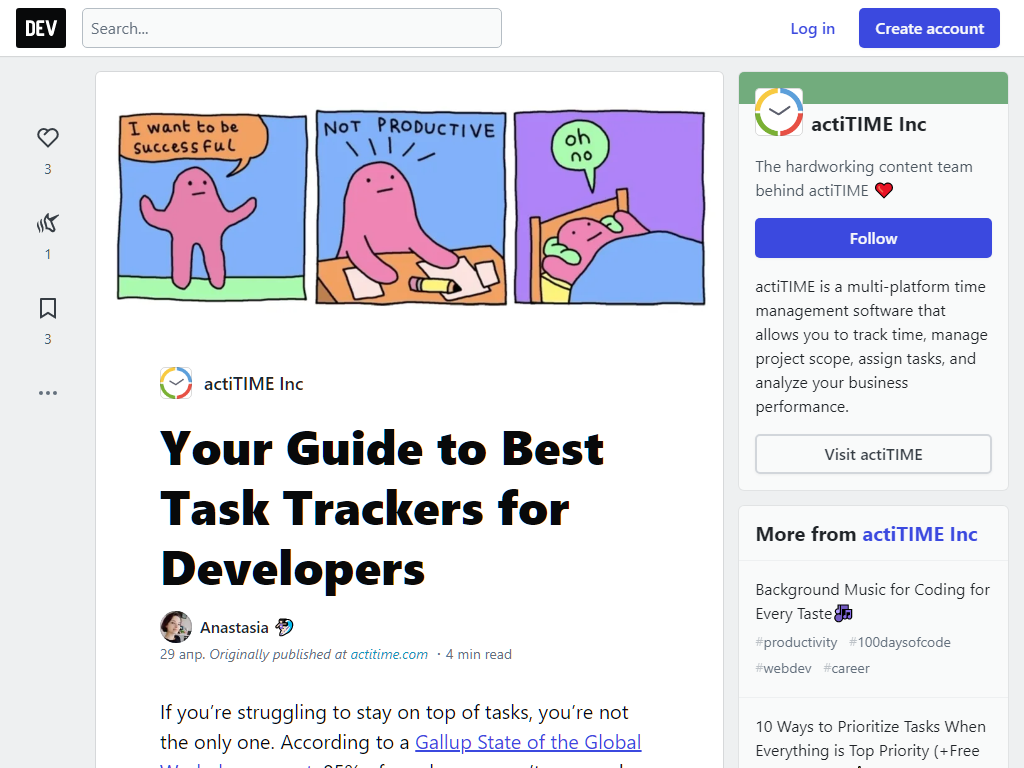 DEV
Search...
Log in
Create account
3
1
3
I want to be
successful
NOT PRODUCTIVE
oh
no
actiTIME Inc
Your Guide to Best
Task Trackers for
Developers
Anastasia
29 апр. Originally published at actitime.com ・4 min read
If you’re struggling to stay on top of tasks, you’re not
the only one. According to a Gallup State of the Global
actiTIME Inc
The hardworking content team
behind actiTIME ❤️
Follow
actiTIME is a multi-platform time
management software that
allows you to track time, manage
project scope, assign tasks, and
analyze your business
performance.
Visit actiTIME
More from actiTIME Inc
Background Music for Coding for
Every Taste
#productivity #100daysofcode
#webdev #career
10 Ways to Prioritize Tasks When
Everything is Top Priority (+Free